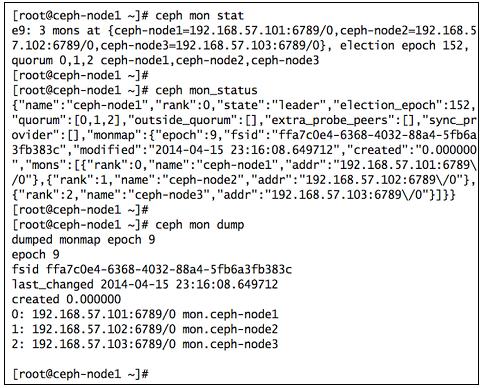 [root@ceph-node1 ~]# ceph mon stat
e9: 3 mons at {ceph-node1=192.168.57.101:6789/0,ceph-node2=192.168.5
7.102:6789/0,ceph-node3=192.168.57.103:6789/0}, election epoch 152,
quorum 0,1,2 ceph-node1,ceph-node2,ceph-node3
[root@ceph-node1 ~]#
[root@ceph-node1 ~]# ceph mon_status
{"name":"ceph-node1","rank":0,"state":"leader","election_epoch":152,
"quorum":[0,1,2],"outside_quorum":[],"extra_probe_peers":[],"sync_pr
ovider":[],"monmap":{"epoch":9,"fsid":"ffa7c0e4-6368-4032-88a4-5fb6a
3fb383c","modified":"2014-04-15 23:16:08.649712","created":"0.000000
","mons":[{"rank":0,"name":"ceph-node1","addr":"192.168.57.101:6789\
/0"},{"rank":1,"name":"ceph-node2","addr":"192.168.57.102:6789\/0"},
{"rank":2,"name":"ceph-node3","addr":"192.168.57.103:6789\/0"}]}}
[root@ceph-node1 ~]#
[root@ceph-node1 ~]# ceph mon dump
dumped monmap epoch 9
epoch 9
fsid ffa7c0e4-6368-4032-88a4-5fb6a3fb383c
last_changed 2014-04-15 23:16:08.649712
created 0.000000
0: 192.168.57.101:6789/0 mon.ceph-node1
1: 192.168.57.102:6789/0 mon.ceph-node2
2: 192.168.57.103:6789/0 mon.ceph-node3
[root@ceph-node1 ~]#